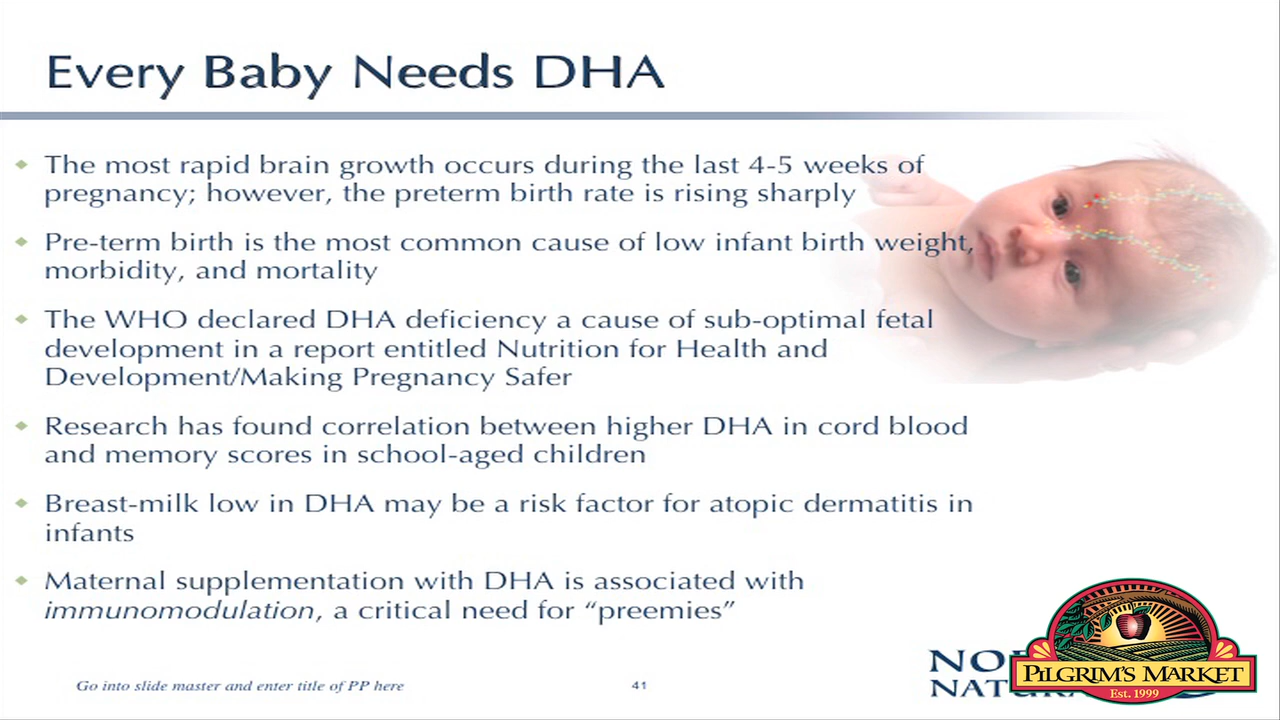 Every Baby Needs DHA
The most rapid brain growth occurs during the last 4-5 weeks of
pregnancy; however, the preterm birth rate is rising sharply
Pre-term birth is the most common cause of low infant birth weight,
morbidity, and mortality
The WHO declared DHA deficiency a cause of sub-optimal fetal
development in a report entitled Nutrition for Health and
Development/Making Pregnancy Safer
Research has found correlation between higher DHA in cord blood
and memory scores in school-aged children
Breast-milk low in DHA may be a risk factor for atopic dermatitis in
infants
Maternal supplementation with DHA is associated with
immunomodulation, a critical need for “preemies”
Go into slide master and enter title of PP here
41
PILGRIM'S MARKET
Est. 1999